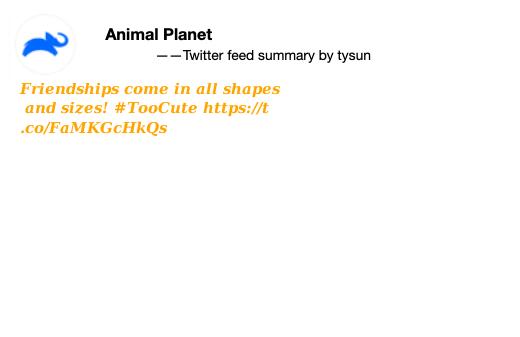 Animal Planet
——Twitter feed summary by tysun
Friendships come in all shapes
and sizes! #TooCute https://t
.co/FaMKGcHkQs